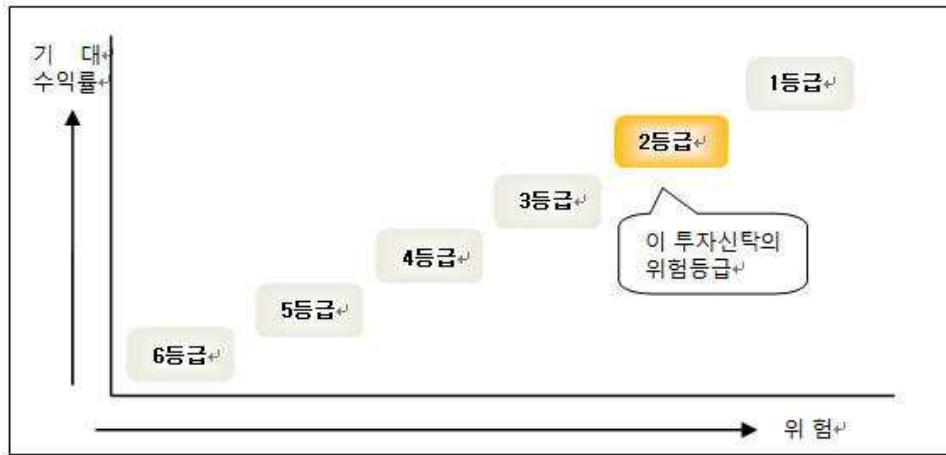 기 대
수익률
1등급
2등급
3등급
이 투자신탁의
위험등급
4등급
5등급
6등급
위 험